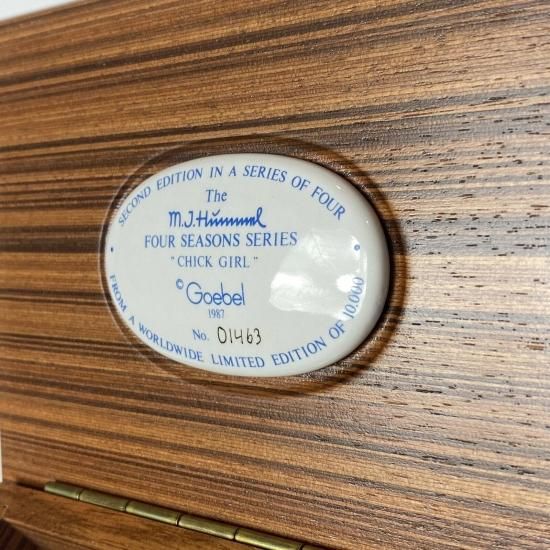 SECOND EDITION IN A SERIES OF FOUR
The
M.J.Hummel
FOUR SEASONS SERIES
"CHICK GIRL"
© Goebel
1987
No. 01463
FROM A WORLDWIDE LIMITED EDITION OF 10,000